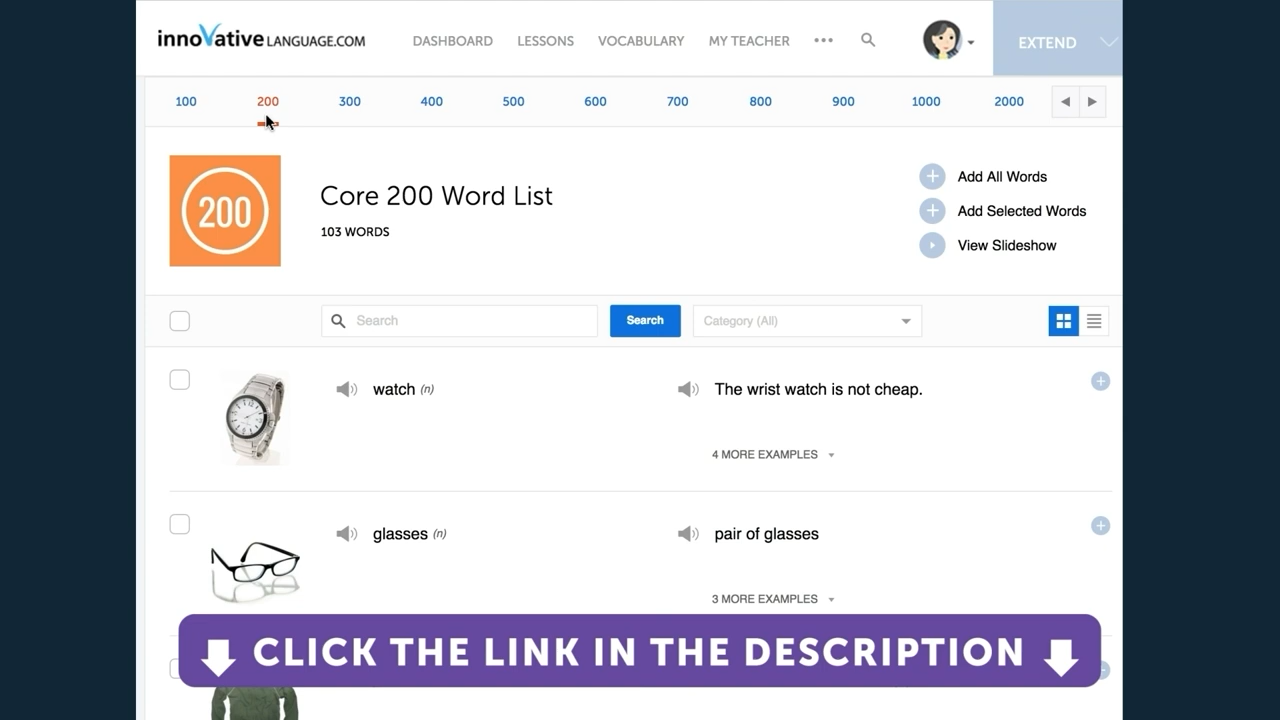 innoVative LANGUAGE.COM DASHBOARD LESSONS VOCABULARY MY TEACHER ••• EXTEND
100 200 300 400 500 600 700 800 900 1000 2000
200
Core 200 Word List
103 WORDS
Add All Words
Add Selected Words
View Slideshow
Search Search Category (All)
watch (n) The wrist watch is not cheap.
4 MORE EXAMPLES
glasses (n) pair of glasses
3 MORE EXAMPLES
CLICK THE LINK IN THE DESCRIPTION